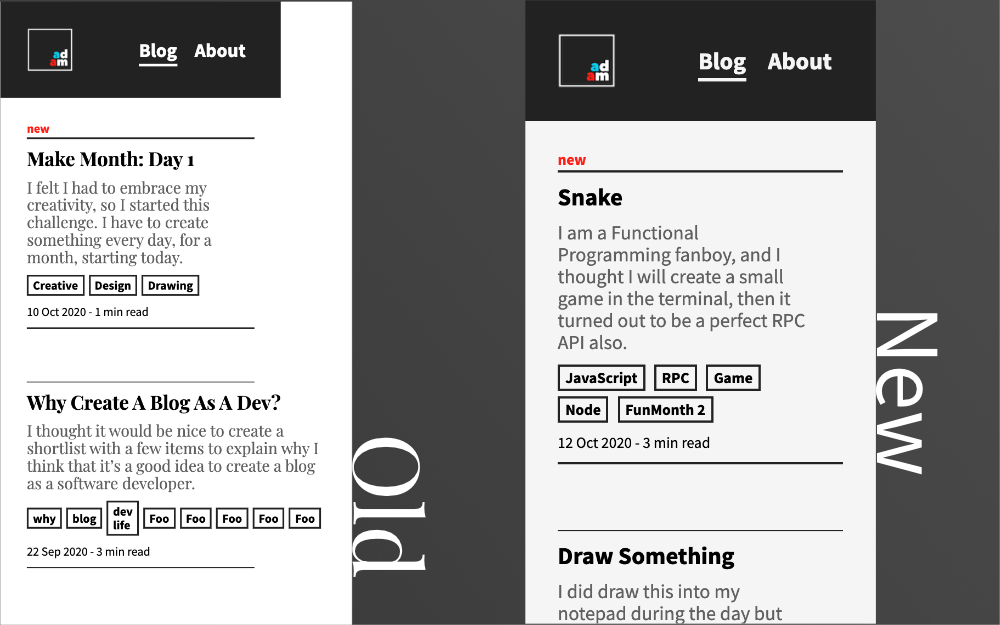 ad
am
Blog About
new
Make Month: Day 1
I felt I had to embrace my
creativity, so I started this
challenge. I have to create
something every day, for a
month, starting today.
Creative Design Drawing
10 Oct 2020 - 1 min read
Why Create A Blog As A Dev?
I thought it would be nice to create a
shortlist with a few items to explain why I
think that it's a good idea to create a blog
as a software developer.
why blog dev life Foo Foo Foo Foo Foo
22 Sep 2020 - 3 min read
Old
ad
am
Blog About
new
Snake
I am a Functional
Programming fanboy, and I
thought I will create a small
game in the terminal, then it
turned out to be a perfect RPC
API also.
JavaScript RPC Game
Node FunMonth 2
12 Oct 2020 - 3 min read
Draw Something
I did draw this into my
notepad during the day but
New